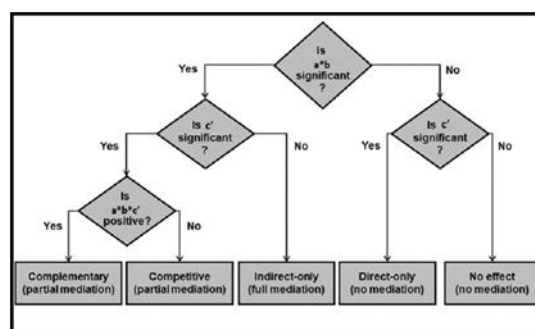 Is
a*b
significant
?
Yes
No
Is c'
significant
?
Is c'
significant
?
Yes
No
Yes
No
Is
a*b*c'
positive?
Yes
No
Complementary
(partial mediation)
Competitive
(partial mediation)
Indirect-only
(full mediation)
Direct-only
(no mediation)
No effect
(no mediation)